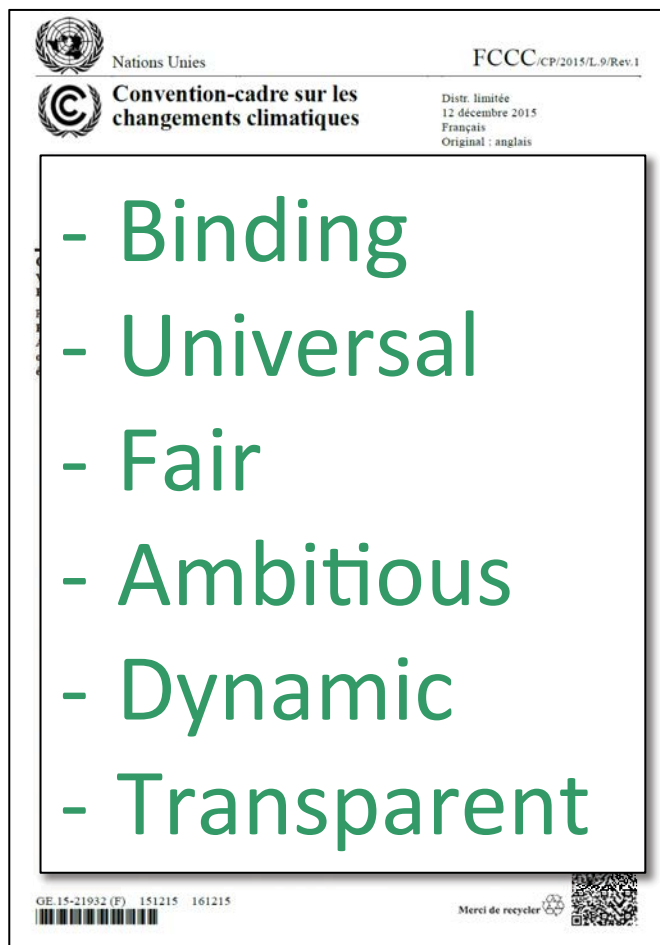 Nations Unies
FCCC/CP/2015/L.9/Rev.1
Convention-cadre sur les
changements climatiques
Distr. limitée
12 décembre 2015
Français
Original : anglais
- Binding
- Universal
- Fair
- Ambitious
- Dynamic
- Transparent
GE.15-21932 (F) 151215 161215
Merci de recycler